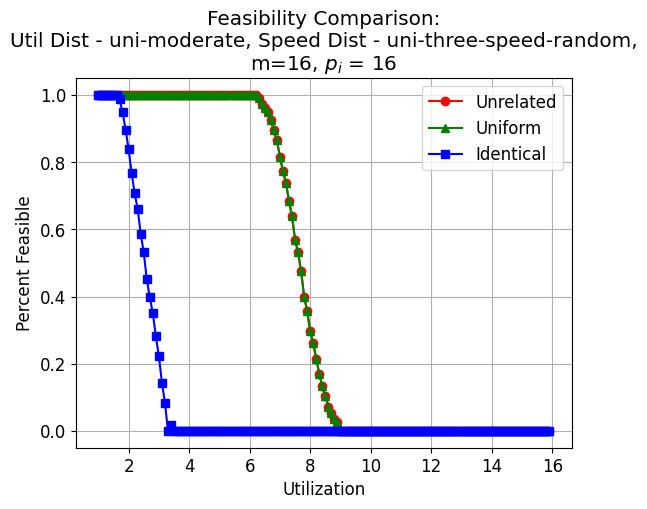 Feasibility Comparison:
Util Dist - uni-moderate, Speed Dist - uni-three-speed-random,
m=16, $p_i$ = 16
Unrelated
Uniform
Identical
Percent Feasible
1.0
0.8
0.6
0.4
0.2
0.0
2 4 6 8 10 12 14 16
Utilization